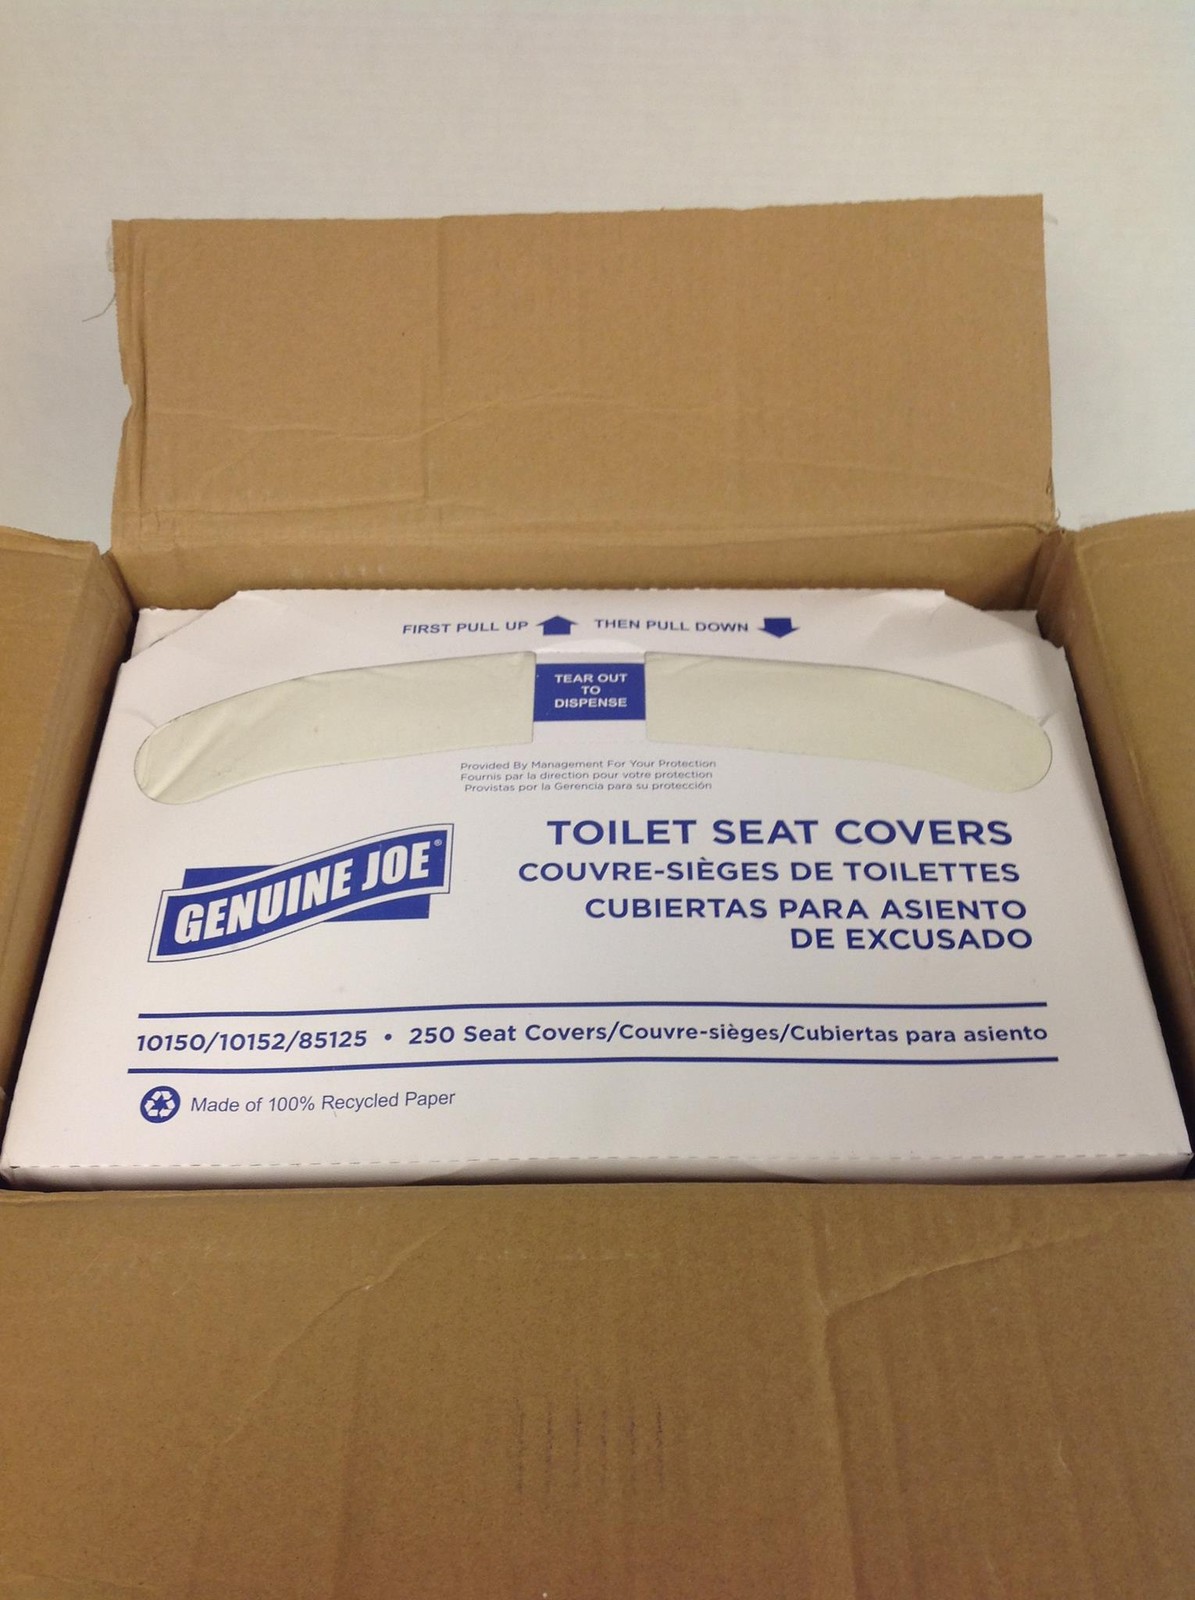 FIRST PULL UP THEN PULL DOWN
TEAR OUT
TO
DISPENSE
Provided By Management For Your Protection
Fournis par la direction pour votre protection
Provistas por la Gerencia para su protección
GENUINE JOE®
TOILET SEAT COVERS
COUVRE-SIÈGES DE TOILETTES
CUBIERTAS PARA ASIENTO
DE EXCUSADO
10150/10152/85125 • 250 Seat Covers/Couvre-sièges/Cubiertas para asiento
Made of 100% Recycled Paper